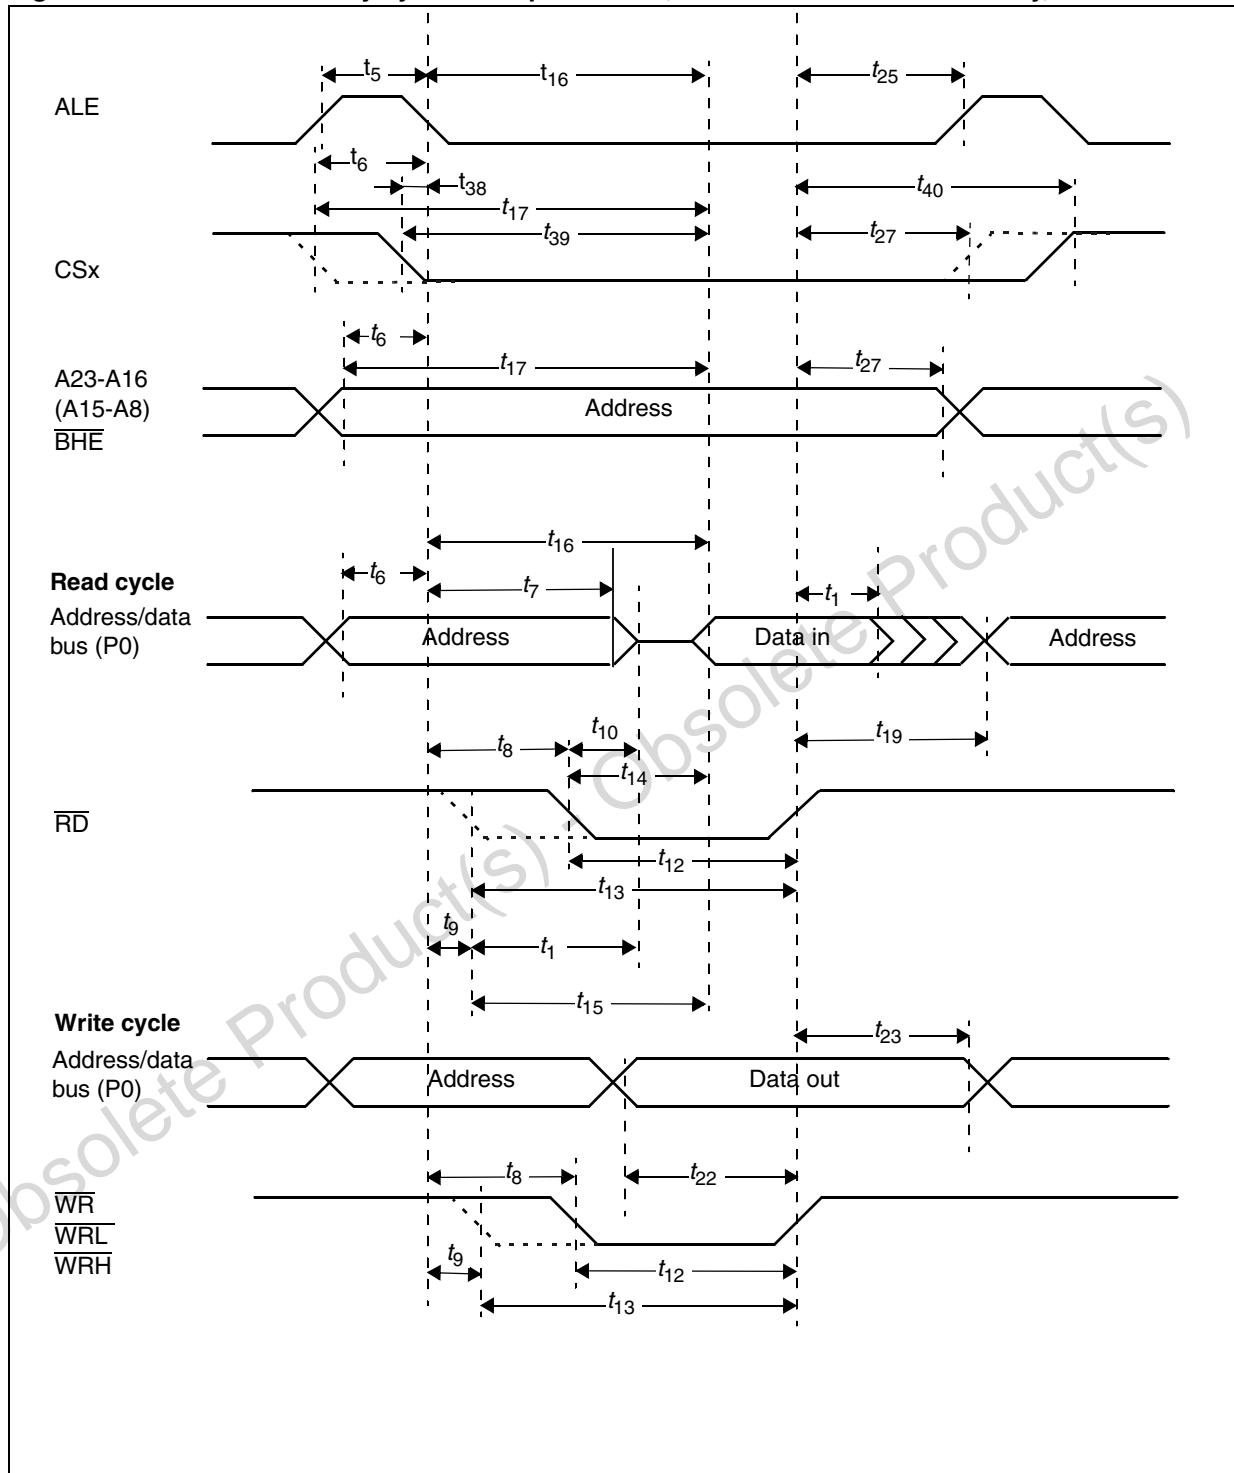 t5
t16
t25
ALE
t6
t38
t40
t17
t39
t27
CSx
t6
t17
t27
A23-A16
(A15-A8)
BHE
Address
t16
Read cycle
t6
t7
t1
Address/data
bus (P0)
Address
Data in
Address
t8
t10
t19
t14
RD
t12
t13
t9
t1
t15
Write cycle
t23
Address/data
bus (P0)
Address
Data out
t8
t22
WR
WRL
WRH
t9
t12
t13
Obsolete Product(s) - Obsolete Product(s)